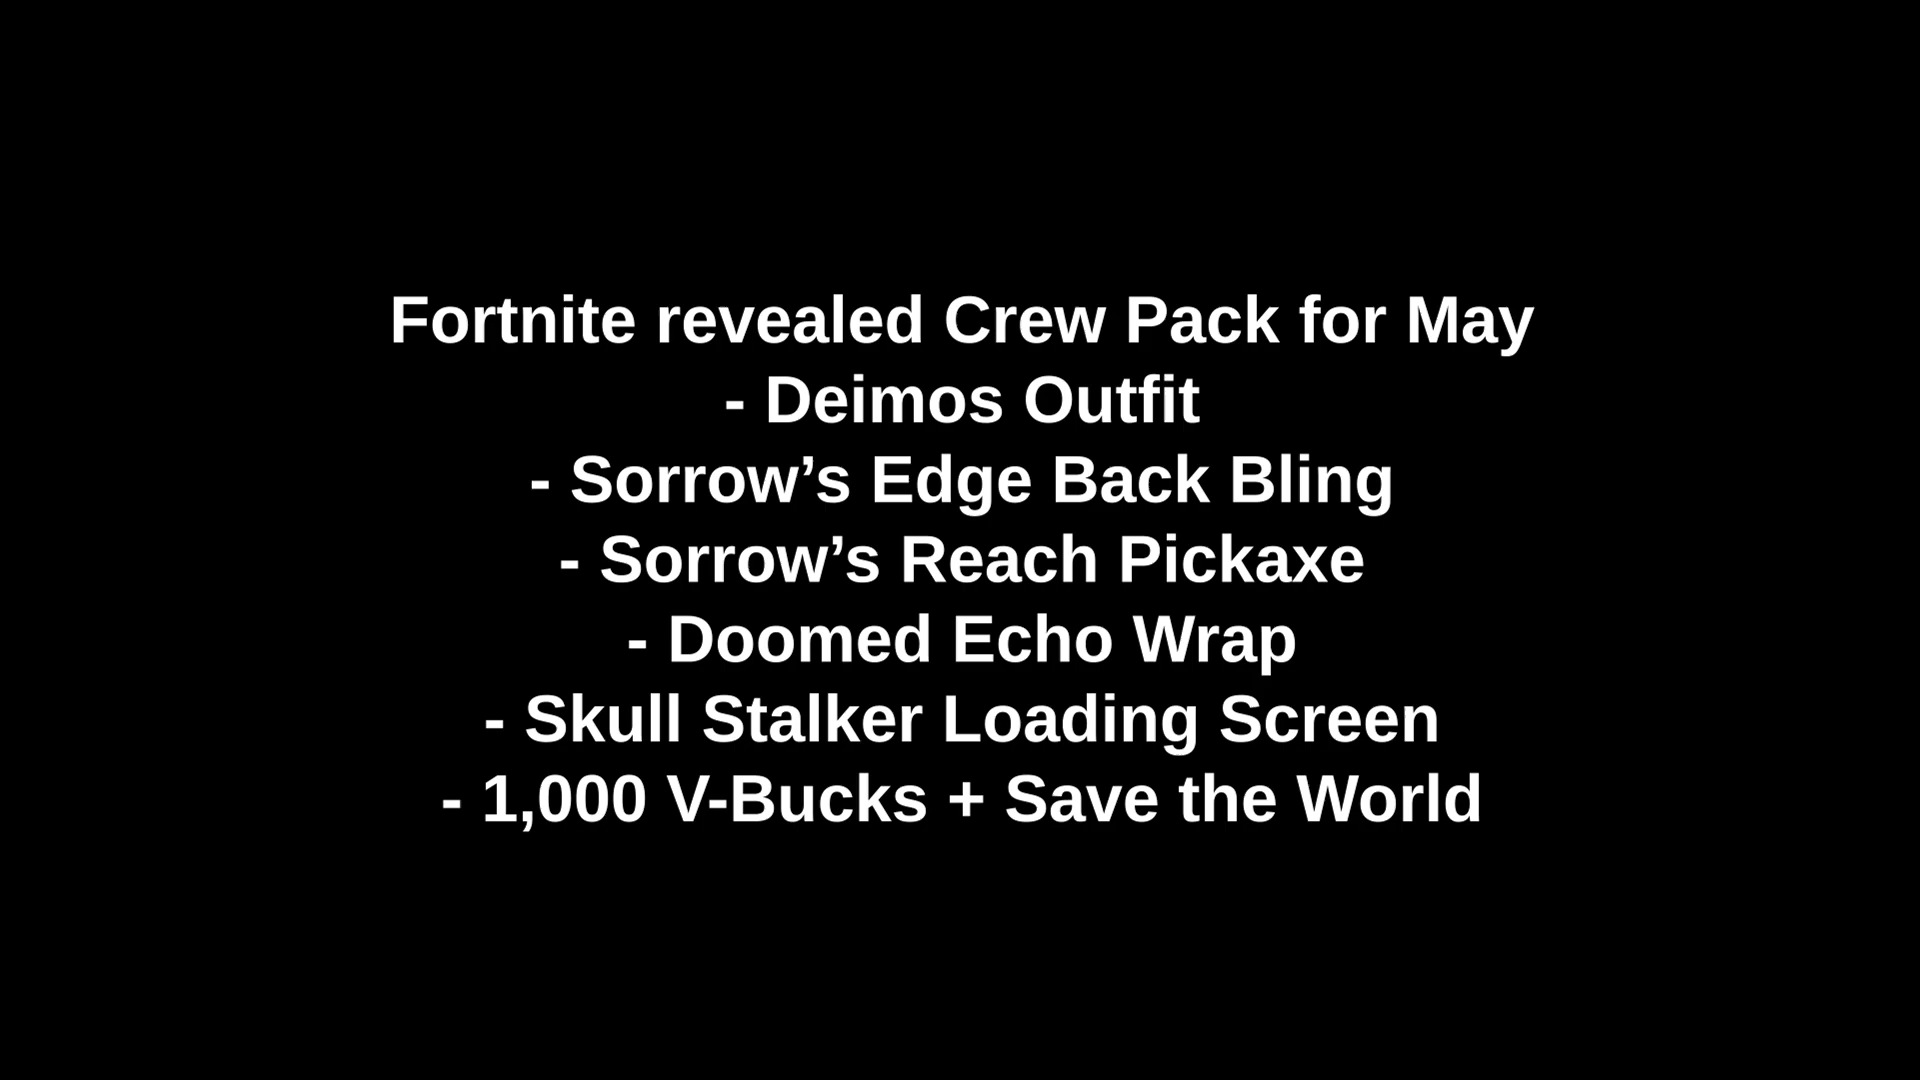 Fortnite revealed Crew Pack for May
- Deimos Outfit
- Sorrow’s Edge Back Bling
- Sorrow’s Reach Pickaxe
- Doomed Echo Wrap
- Skull Stalker Loading Screen
- 1,000 V-Bucks + Save the World